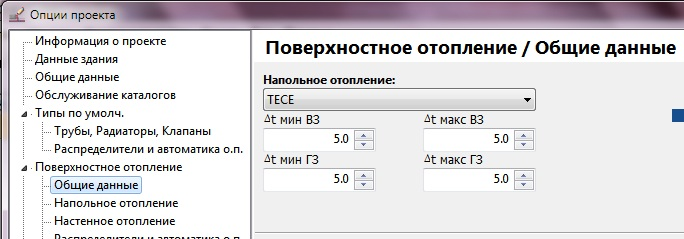 Опции проекта
Информация о проекте
Данные здания
Общие данные
Обслуживание каталогов
Типы по умолч.
Трубы, Радиаторы, Клапаны
Распределители и автоматика о.п.
Поверхностное отопление
Общие данные
Напольное отопление
Настенное отопление
Распределители и автоматика о.п.
Поверхностное отопление / Общие данные
Напольное отопление:
TECE
Δt мин ВЗ Δt макс ВЗ
5.0 5.0
Δt мин ГЗ Δt макс ГЗ
5.0 5.0